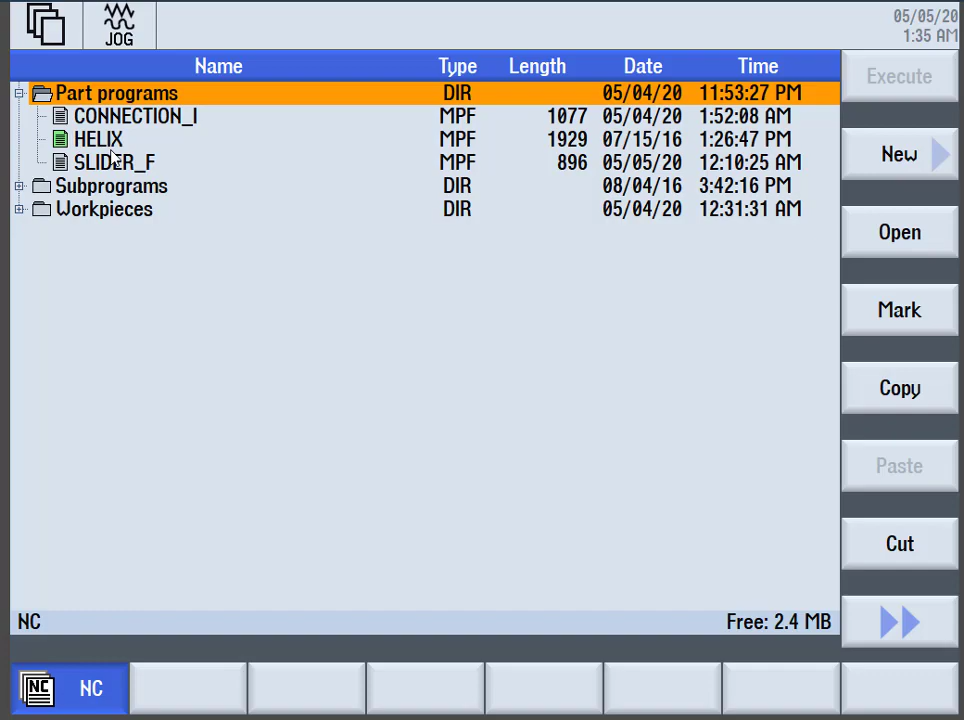 05/05/20
JOG
1:35 AM
Name Type Length Date Time
Execute
Part programs DIR 05/04/20 11:53:27 PM
CONNECTION_I MPF 1077 05/04/20 1:52:08 AM
HELIX MPF 1929 07/15/16 1:26:47 PM
New
SLIDER_F MPF 896 05/05/20 12:10:25 AM
Subprograms DIR 08/04/16 3:42:16 PM
Workpieces DIR 05/04/20 12:31:31 AM
Open
Mark
Copy
Paste
Cut
NC Free: 2.4 MB
NC NC